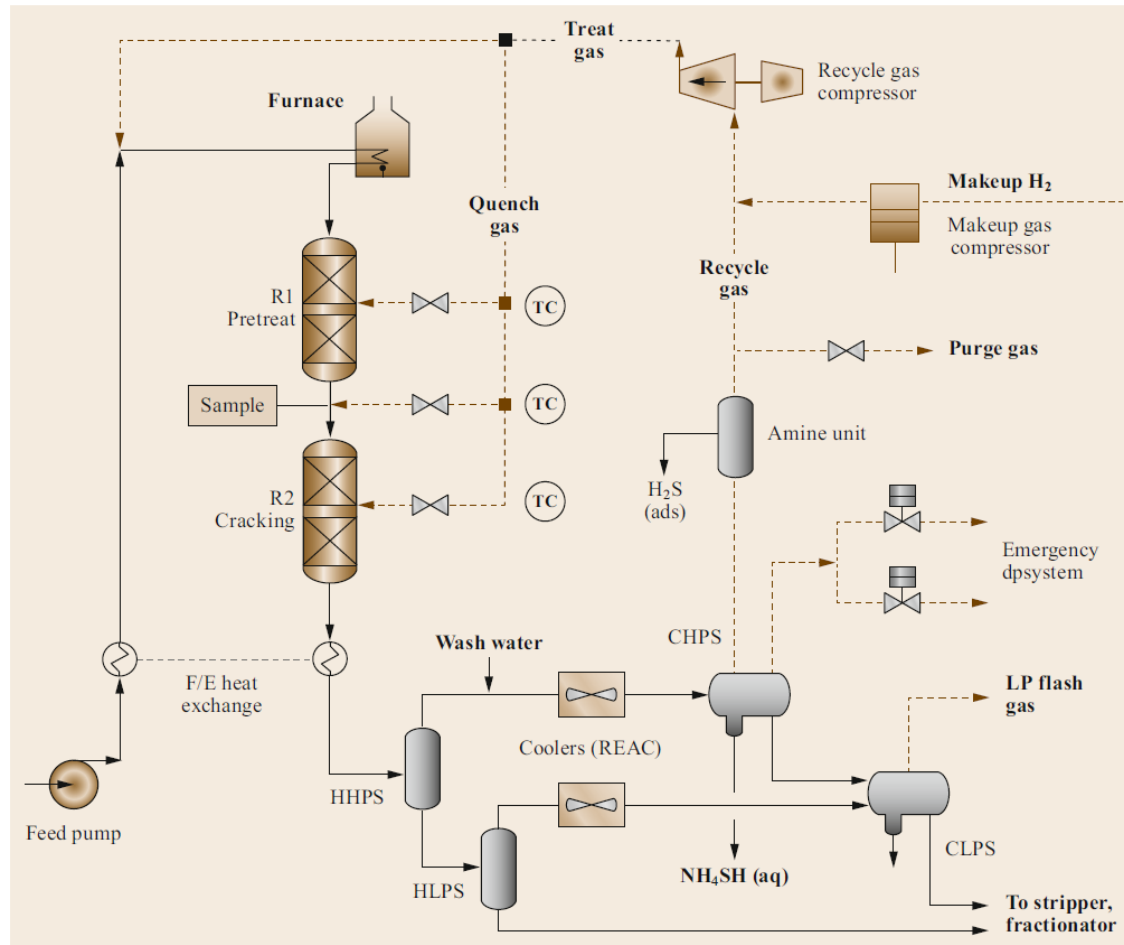 Treat
gas
Recycle gas
compressor
Furnace
Makeup H₂
Makeup gas
compressor
Quench
gas
Recycle
gas
R1
Pretreat
TC
Purge gas
Sample
TC
Amine unit
R2
Cracking
TC
H₂S
(ads)
Emergency
dpsystem
CHPS
Wash water
F/E heat
exchange
LP flash
gas
Coolers (REAC)
HHPS
Feed pump
CLPS
HLPS
NH₄SH (aq)
To stripper,
fractionator